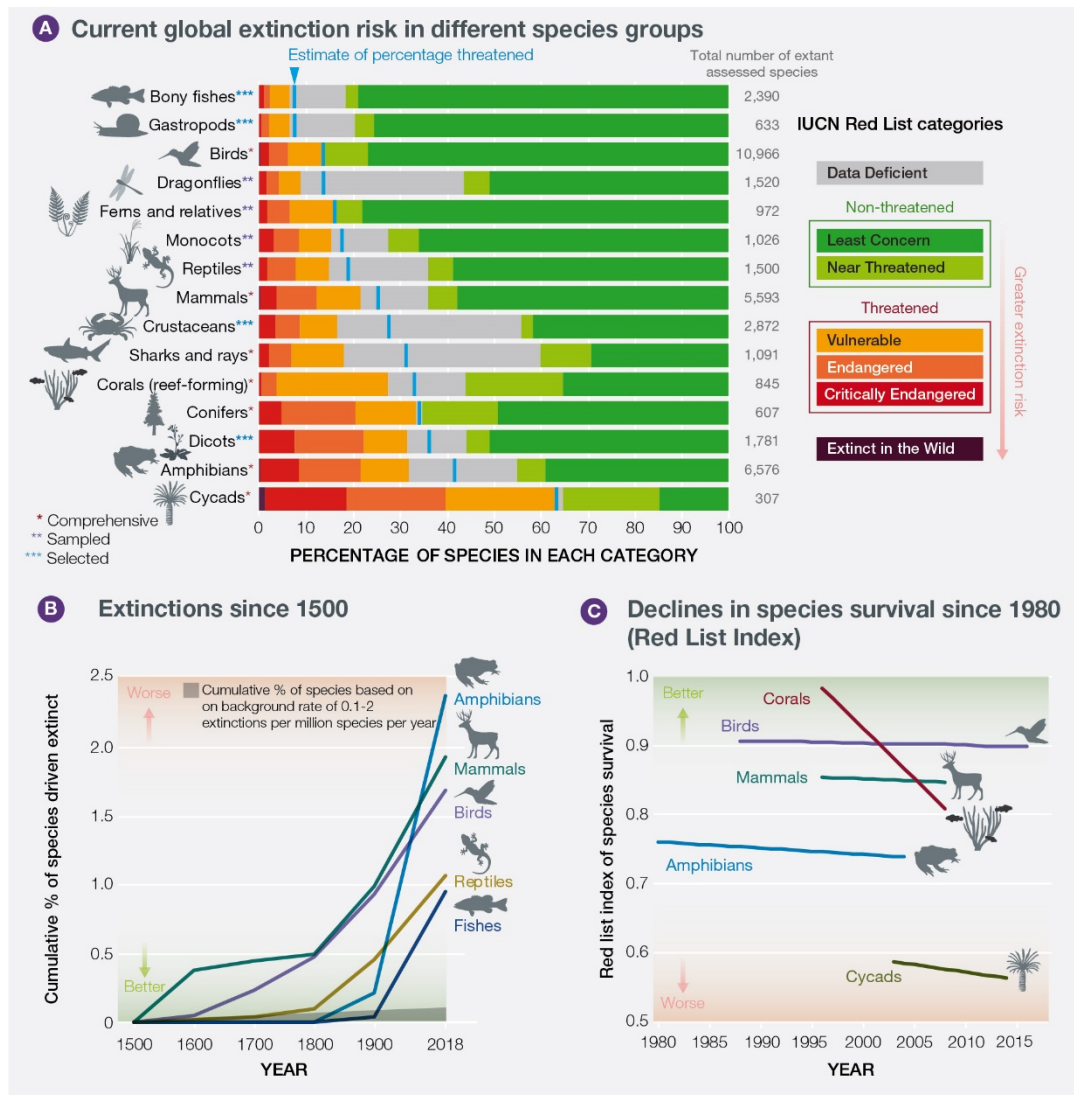 A Current global extinction risk in different species groups
Estimate of percentage threatened
Total number of extant
assessed species
Bony fishes*** 2,390
Gastropods*** 633
Birds* 10,966
Dragonflies** 1,520
Ferns and relatives** 972
Monocots** 1,026
Reptiles** 1,500
Mammals* 5,593
Crustaceans*** 2,872
Sharks and rays* 1,091
Corals (reef-forming)* 845
Conifers* 607
Dicots*** 1,781
Amphibians* 6,576
Cycads* 307
0 10 20 30 40 50 60 70 80 90 100
PERCENTAGE OF SPECIES IN EACH CATEGORY
* Comprehensive
** Sampled
*** Selected
IUCN Red List categories
Data Deficient
Non-threatened
Least Concern
Near Threatened
Threatened
Vulnerable
Endangered
Critically Endangered
Extinct in the Wild
Greater extinction risk
B Extinctions since 1500
Cumulative % of species driven extinct
2.5
2.0
1.5
1.0
0.5
0
Worse
Cumulative % of species based on
on background rate of 0.1-2
extinctions per million species per year
Better
Amphibians
Mammals
Birds
Reptiles
Fishes
1500 1600 1700 1800 1900 2018
YEAR
C Declines in species survival since 1980
(Red List Index)
Red list index of species survival
1.0
0.9
0.8
0.7
0.6
0.5
Better
Corals
Birds
Mammals
Amphibians
Cycads
Worse
1980 1985 1990 1995 2000 2005 2010 2015
YEAR